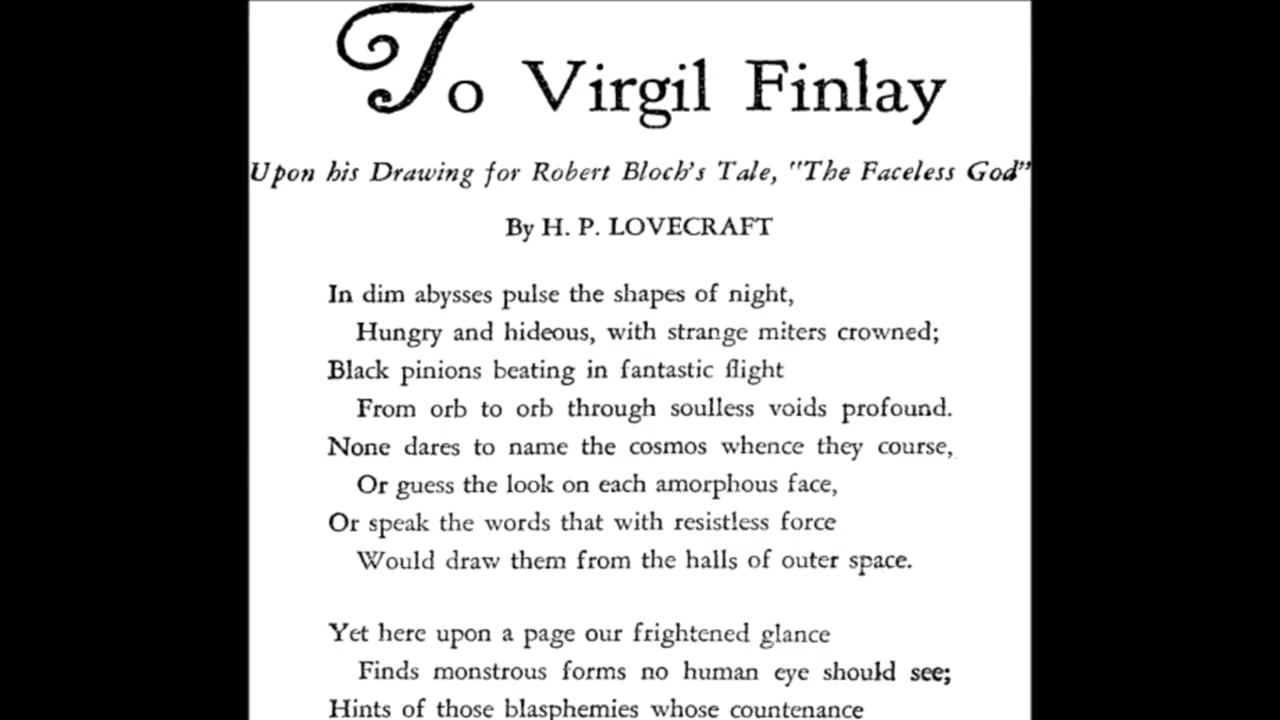 To Virgil Finlay
Upon his Drawing for Robert Bloch's Tale, "The Faceless God"
By H. P. LOVECRAFT
In dim abysses pulse the shapes of night,
Hungry and hideous, with strange miters crowned;
Black pinions beating in fantastic flight
From orb to orb through soulless voids profound.
None dares to name the cosmos whence they course,
Or guess the look on each amorphous face,
Or speak the words that with resistless force
Would draw them from the halls of outer space.
Yet here upon a page our frightened glance
Finds monstrous forms no human eye should see;
Hints of those blasphemies whose countenance